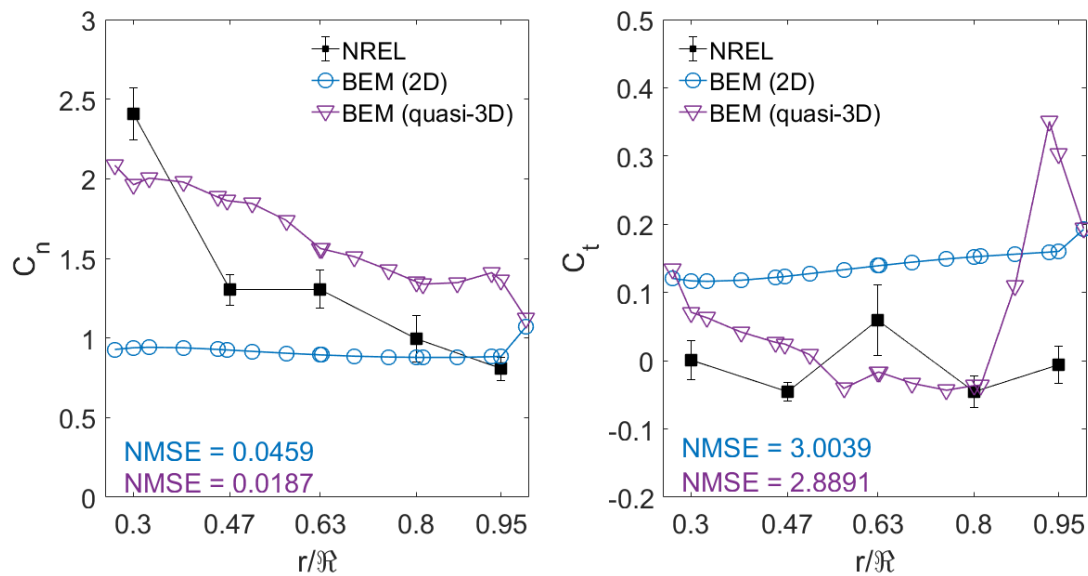 NREL
BEM (2D)
BEM (quasi-3D)
3
2.5
2
1.5
1
0.5
0
C_n
NMSE = 0.0459
NMSE = 0.0187
0.3 0.47 0.63 0.8 0.95
r/ℜ
NREL
BEM (2D)
BEM (quasi-3D)
0.5
0.4
0.3
0.2
0.1
0
-0.1
-0.2
C_t
NMSE = 3.0039
NMSE = 2.8891
0.3 0.47 0.63 0.8 0.95
r/ℜ